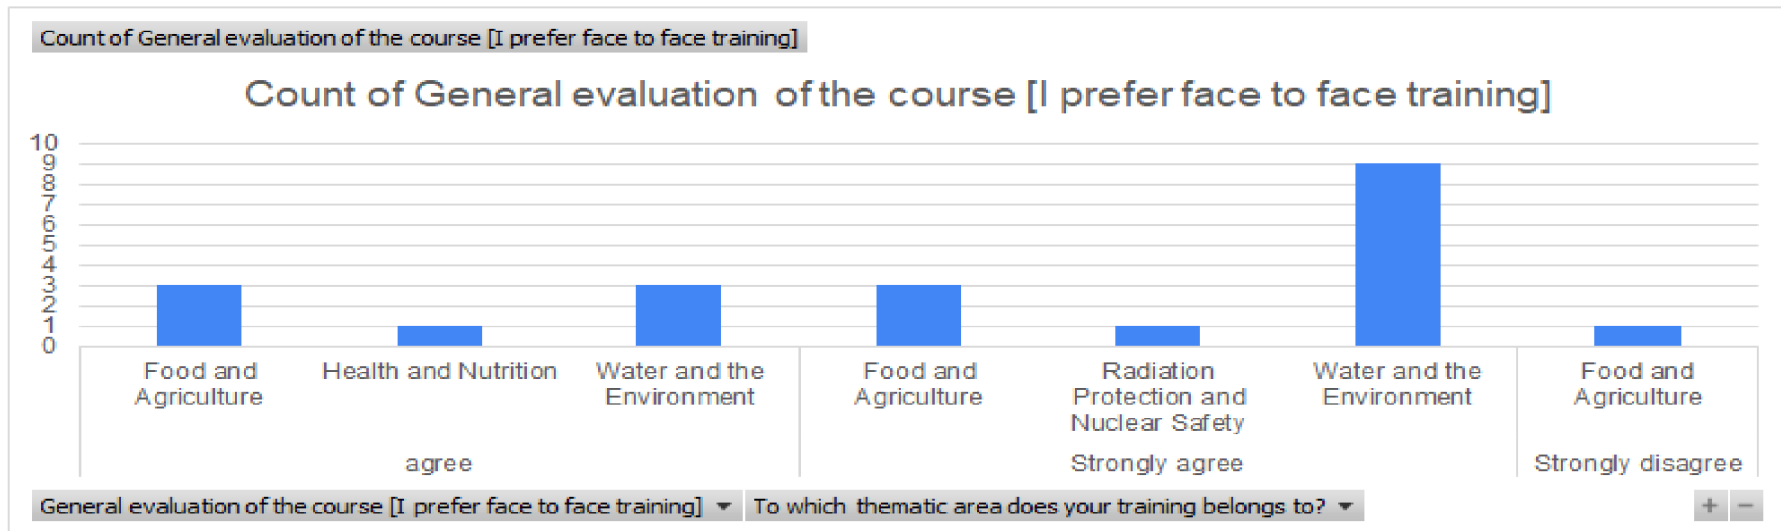 Count of General evaluation of the course [I prefer face to face training]
Count of General evaluation of the course [I prefer face to face training]
10
9
8
7
6
5
4
3
2
1
0
Food and
Agriculture
Health and Nutrition
Water and the
Environment
Food and
Agriculture
Radiation
Protection and
Nuclear Safety
Water and the
Environment
Food and
Agriculture
agree
Strongly agree
Strongly disagree
General evaluation of the course [I prefer face to face training]
To which thematic area does your training belongs to?
+ −